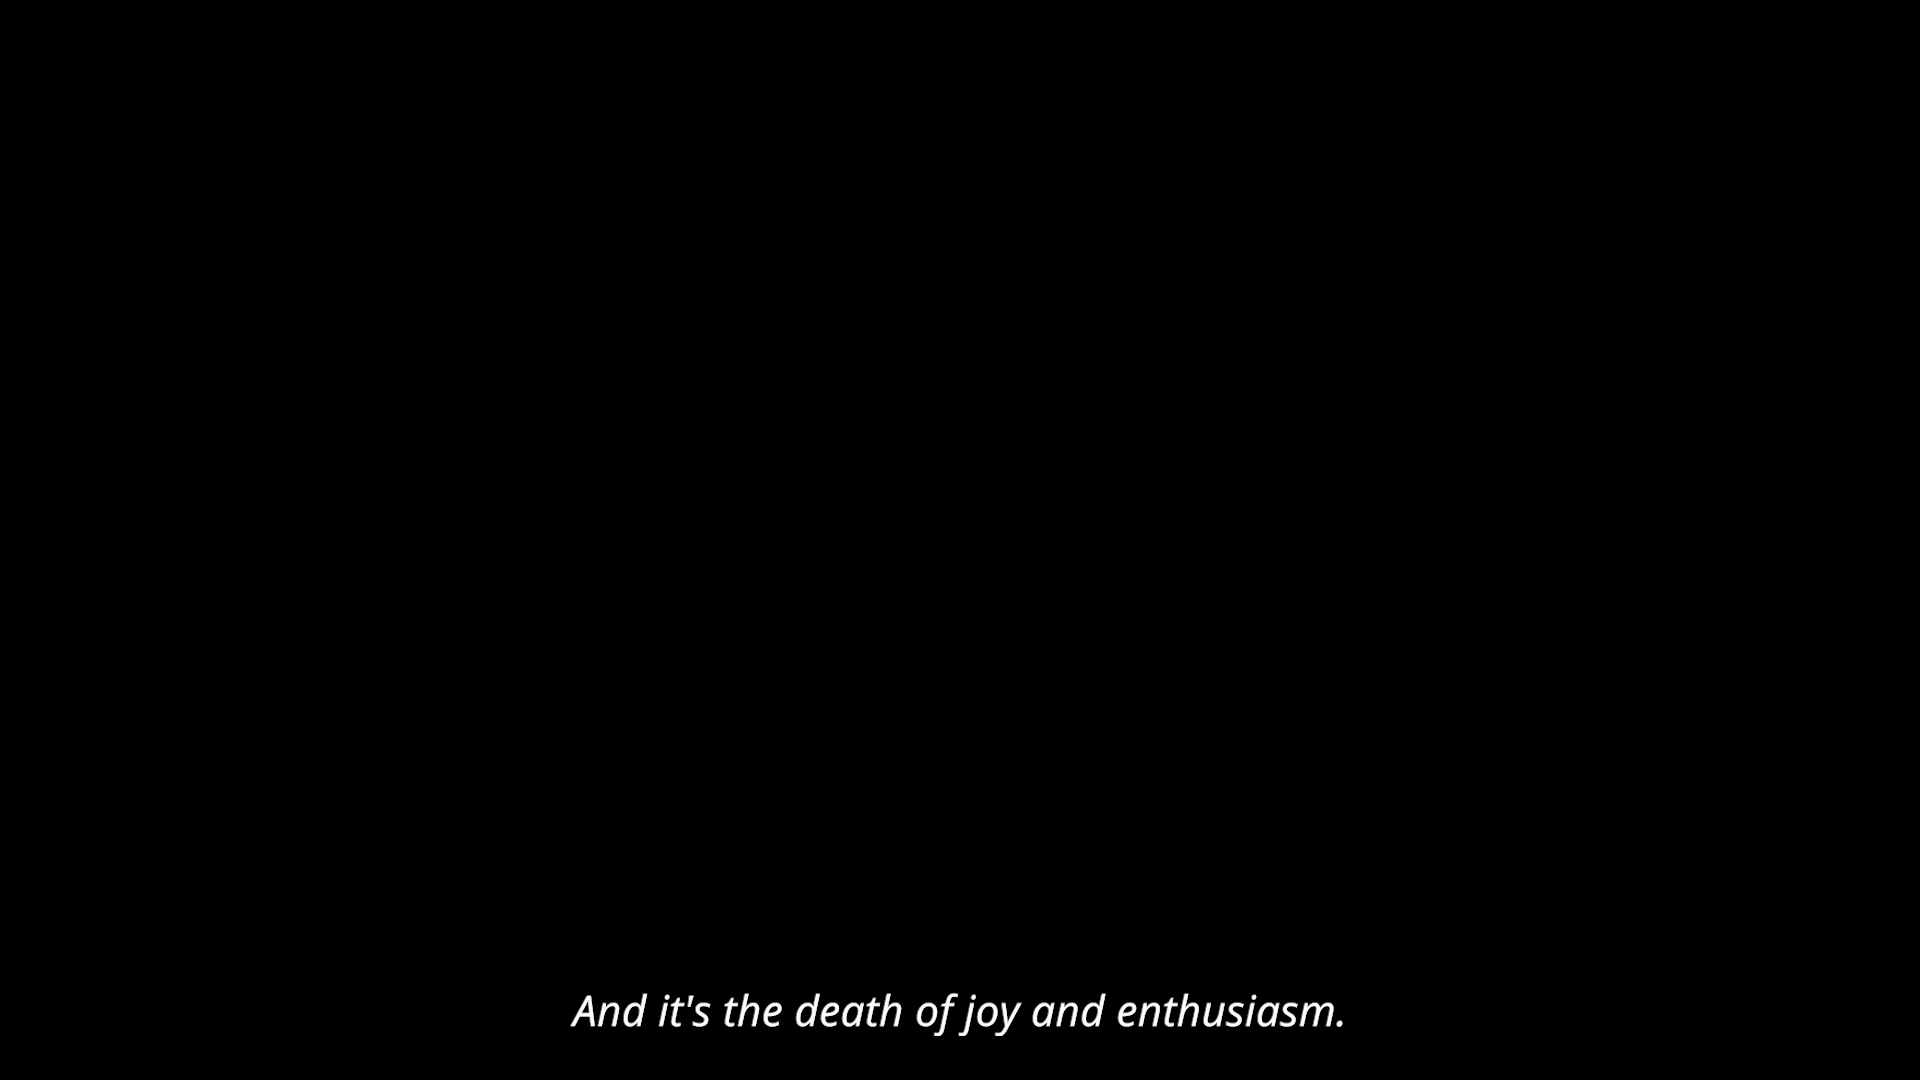 And it's the death of joy and enthusiasm.